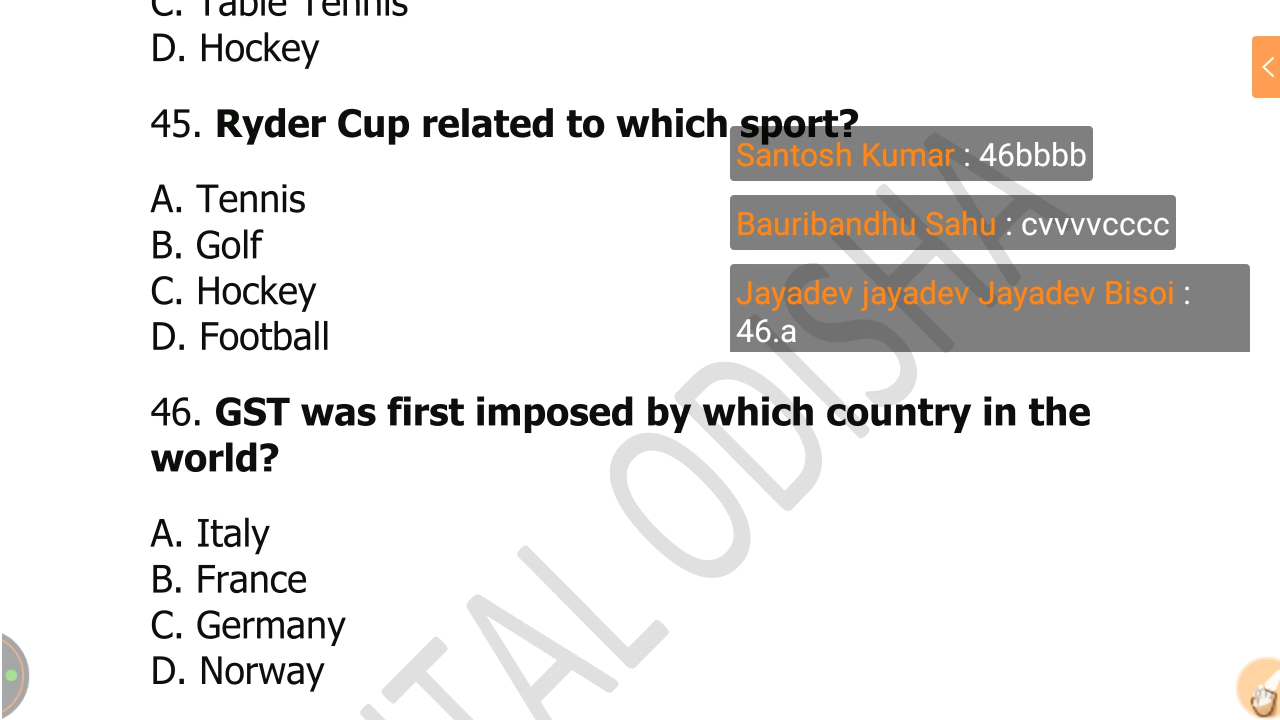 C. Table Tennis
D. Hockey
45. Ryder Cup related to which sport?
Santosh Kumar : 46bbbb
A. Tennis
Bauribandhu Sahu : cvvvvcccc
B. Golf
C. Hockey
Jayadev jayadev Jayadev Bisoi :
46.a
D. Football
46. GST was first imposed by which country in the
world?
A. Italy
B. France
C. Germany
D. Norway
ITAL ODISHA